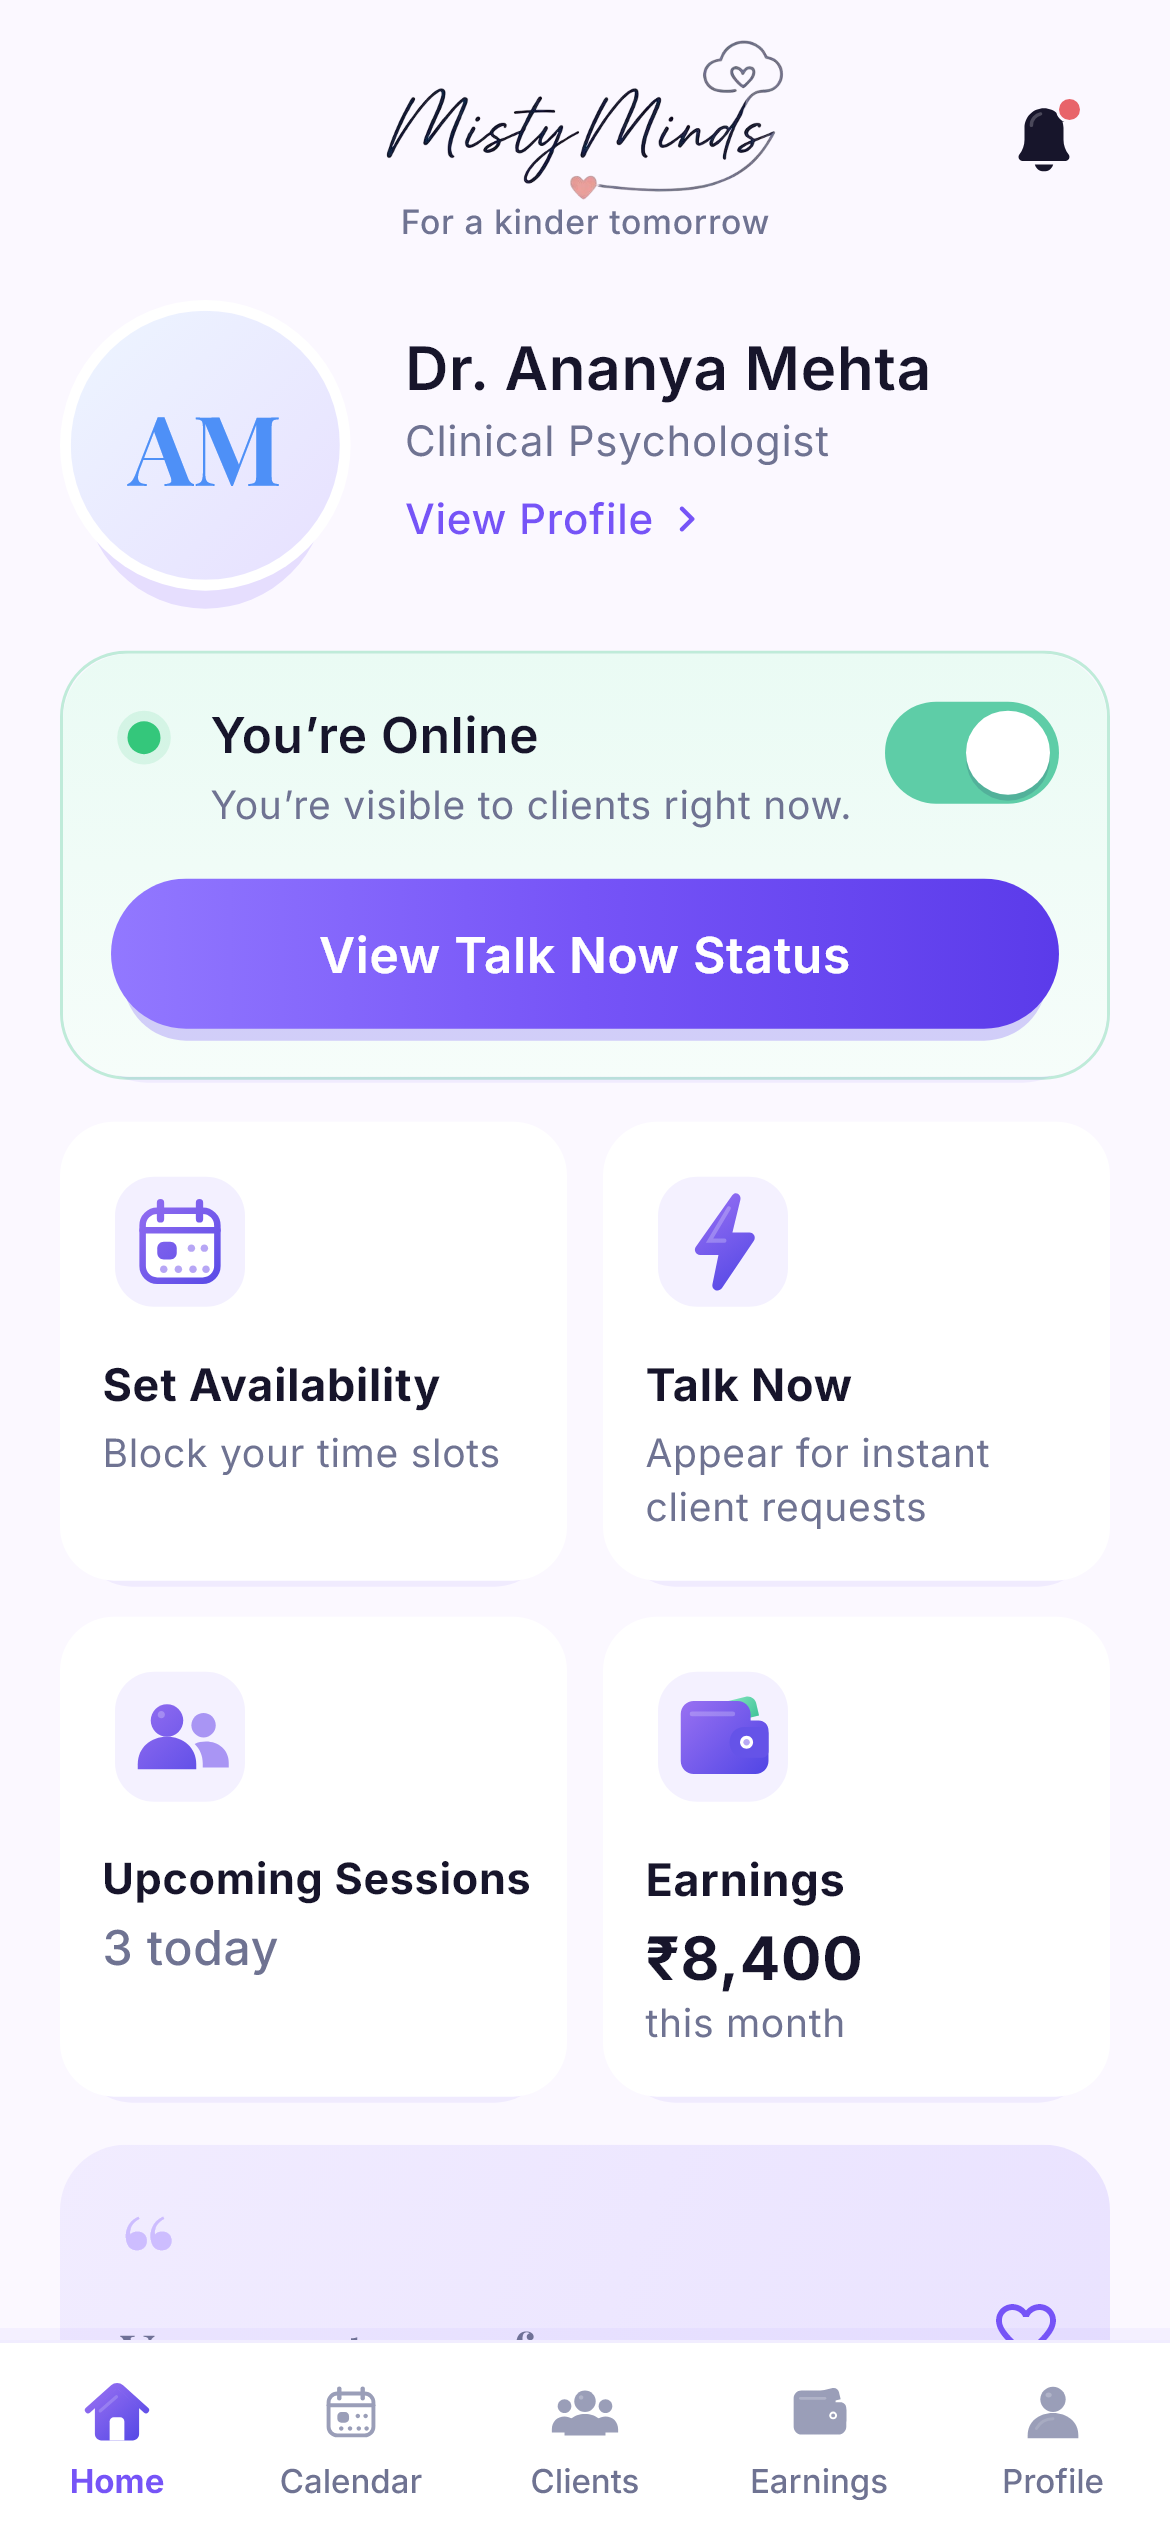 Misty Minds
For a kinder tomorrow
AM
Dr. Ananya Mehta
Clinical Psychologist
View Profile
You’re Online
You’re visible to clients right now.
View Talk Now Status
Set Availability
Block your time slots
Talk Now
Appear for instant
client requests
Upcoming Sessions
3 today
Earnings
₹8,400
this month
“
Home
Calendar
Clients
Earnings
Profile